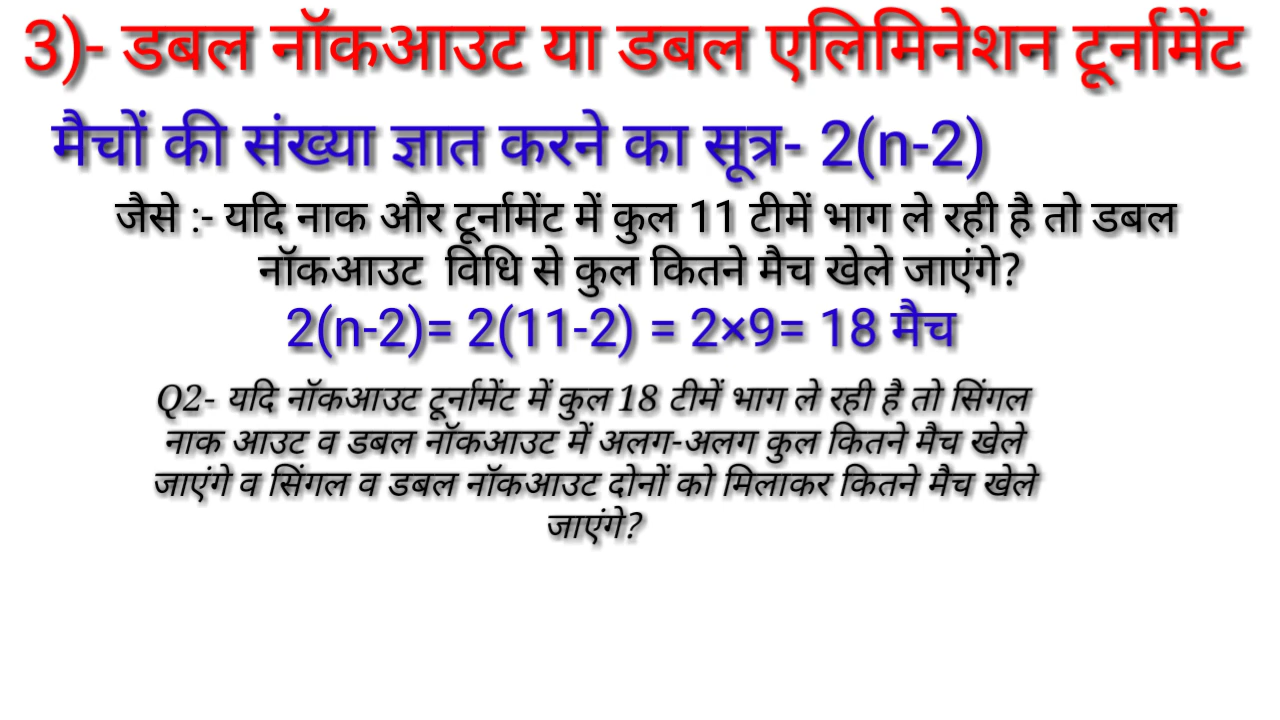 3)- डबल नॉकआउट या डबल एलिमिनेशन टूर्नामेंट
मैचों की संख्या ज्ञात करने का सूत्र- 2(n-2)
जैसे :- यदि नाक और टूर्नामेंट में कुल 11 टीमें भाग ले रही है तो डबल
नॉकआउट विधि से कुल कितने मैच खेले जाएंगे?
2(n-2)= 2(11-2) = 2×9= 18 मैच
Q2- यदि नॉकआउट टूर्नामेंट में कुल 18 टीमें भाग ले रही है तो सिंगल
नाक आउट व डबल नॉकआउट में अलग-अलग कुल कितने मैच खेले
जाएंगे व सिंगल व डबल नॉकआउट दोनों को मिलाकर कितने मैच खेले
जाएंगे?